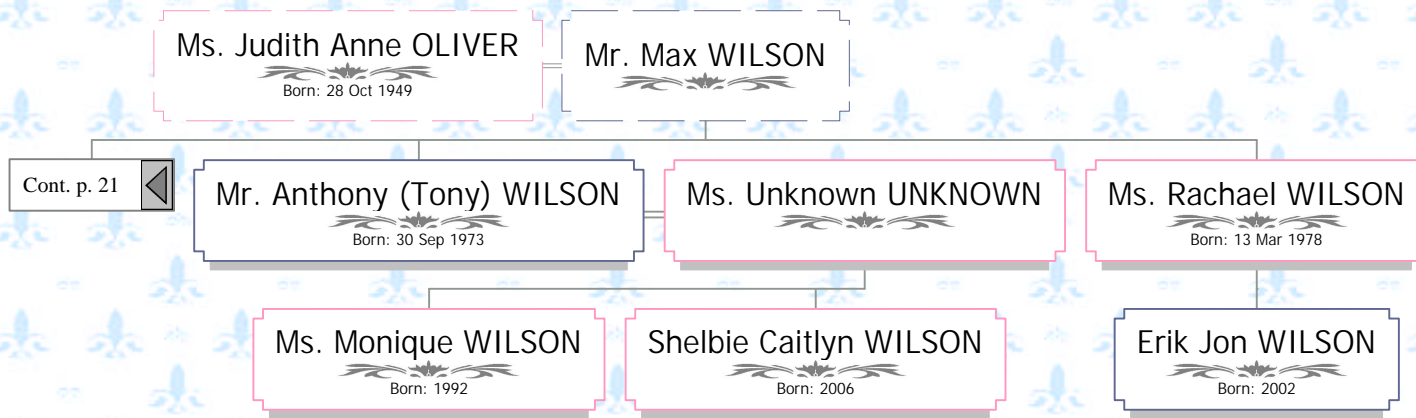 Ms. Judith Anne OLIVER
Born: 28 Oct 1949
Mr. Max WILSON
Cont. p. 21
Mr. Anthony (Tony) WILSON
Born: 30 Sep 1973
Ms. Unknown UNKNOWN
Ms. Rachael WILSON
Born: 13 Mar 1978
Ms. Monique WILSON
Born: 1992
Shelbie Caitlyn WILSON
Born: 2006
Erik Jon WILSON
Born: 2002